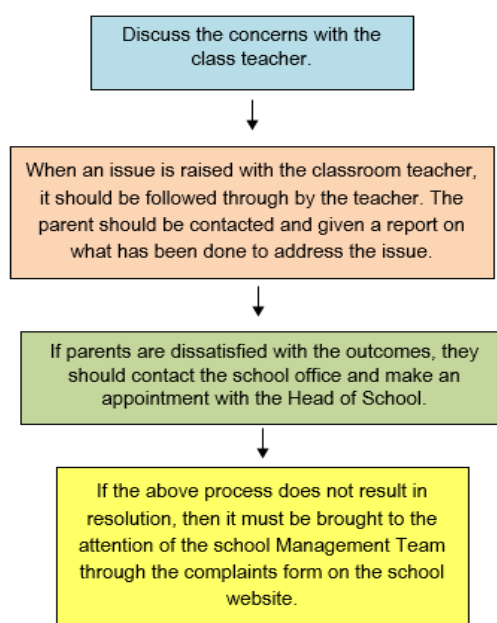 Discuss the concerns with the
class teacher.
When an issue is raised with the classroom teacher,
it should be followed through by the teacher. The
parent should be contacted and given a report on
what has been done to address the issue.
If parents are dissatisfied with the outcomes, they
should contact the school office and make an
appointment with the Head of School.
If the above process does not result in
resolution, then it must be brought to the
attention of the school Management Team
through the complaints form on the school
website.